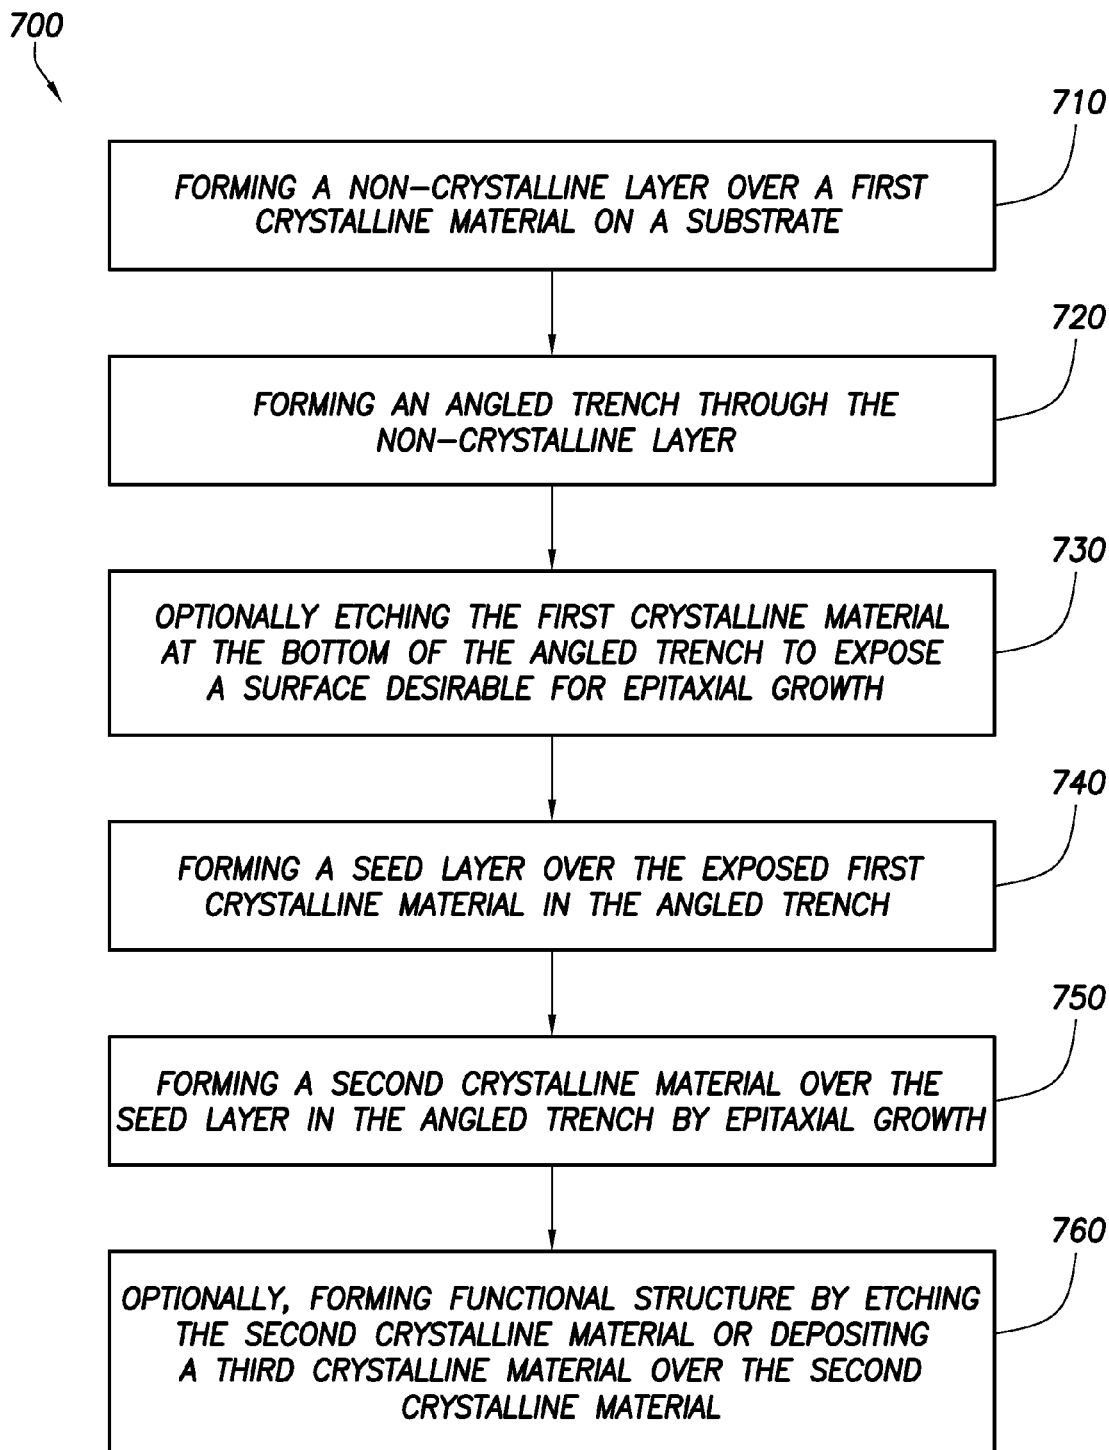 700
710
FORMING A NON-CRYSTALLINE LAYER OVER A FIRST
CRYSTALLINE MATERIAL ON A SUBSTRATE
720
FORMING AN ANGLED TRENCH THROUGH THE
NON-CRYSTALLINE LAYER
730
OPTIONALLY ETCHING THE FIRST CRYSTALLINE MATERIAL
AT THE BOTTOM OF THE ANGLED TRENCH TO EXPOSE
A SURFACE DESIRABLE FOR EPITAXIAL GROWTH
740
FORMING A SEED LAYER OVER THE EXPOSED FIRST
CRYSTALLINE MATERIAL IN THE ANGLED TRENCH
750
FORMING A SECOND CRYSTALLINE MATERIAL OVER THE
SEED LAYER IN THE ANGLED TRENCH BY EPITAXIAL GROWTH
760
OPTIONALLY, FORMING FUNCTIONAL STRUCTURE BY ETCHING
THE SECOND CRYSTALLINE MATERIAL OR DEPOSITING
A THIRD CRYSTALLINE MATERIAL OVER THE SECOND
CRYSTALLINE MATERIAL